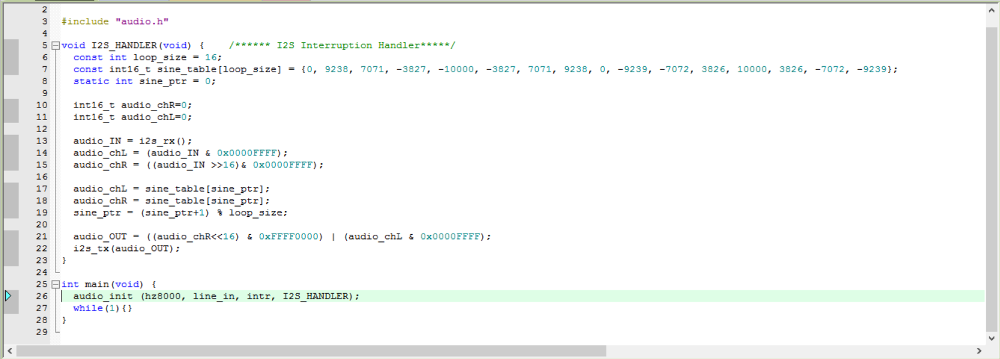 2
3 #include "audio.h"
4
5 void I2S_HANDLER(void) {    /****** I2S Interruption Handler*****/
6   const int loop_size = 16;
7   const int16_t sine_table[loop_size] = {0, 9238, 7071, -3827, -10000, -3827, 7071, 9238, 0, -9239, -7072, 3826, 10000, 3826, -7072, -9239};
8   static int sine_ptr = 0;
9
10   int16_t audio_chR=0;
11   int16_t audio_chL=0;
12
13   audio_IN = i2s_rx();
14   audio_chL = (audio_IN & 0x0000FFFF);
15   audio_chR = ((audio_IN >>16)& 0x0000FFFF);
16
17   audio_chL = sine_table[sine_ptr];
18   audio_chR = sine_table[sine_ptr];
19   sine_ptr = (sine_ptr+1) % loop_size;
20
21   audio_OUT = ((audio_chR<<16) & 0xFFFF0000) | (audio_chL & 0x0000FFFF);
22   i2s_tx(audio_OUT);
23 }
24
25 int main(void) {
26   audio_init (hz8000, line_in, intr, I2S_HANDLER);
27   while(1){}
28 }
29